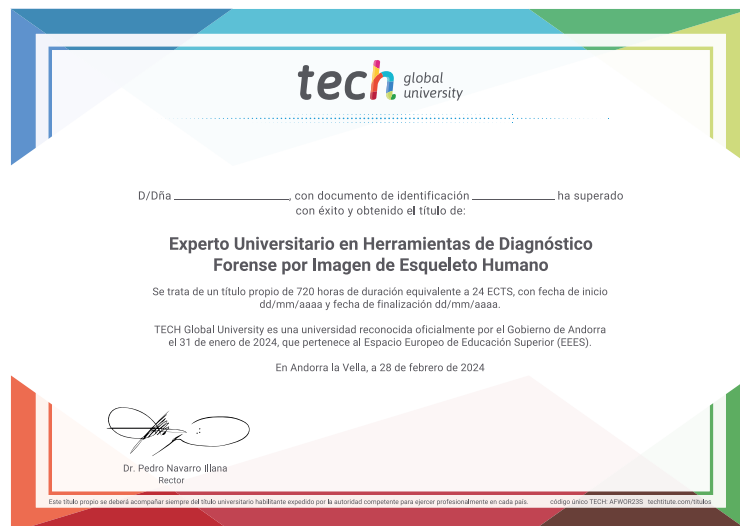 tech global university
D/Dña ____________________, con documento de identificación ______________ ha superado
con éxito y obtenido el título de:
Experto Universitario en Herramientas de Diagnóstico
Forense por Imagen de Esqueleto Humano
Se trata de un título propio de 720 horas de duración equivalente a 24 ECTS, con fecha de inicio
dd/mm/aaaa y fecha de finalización dd/mm/aaaa.
TECH Global University es una universidad reconocida oficialmente por el Gobierno de Andorra
el 31 de enero de 2024, que pertenece al Espacio Europeo de Educación Superior (EEES).
En Andorra la Vella, a 28 de febrero de 2024
Dr. Pedro Navarro Illana
Rector
Este título propio se deberá acompañar siempre del título universitario habilitante expedido por la autoridad competente para ejercer profesionalmente en cada país. código único TECH: AFWOR23S techtitute.com/titulos